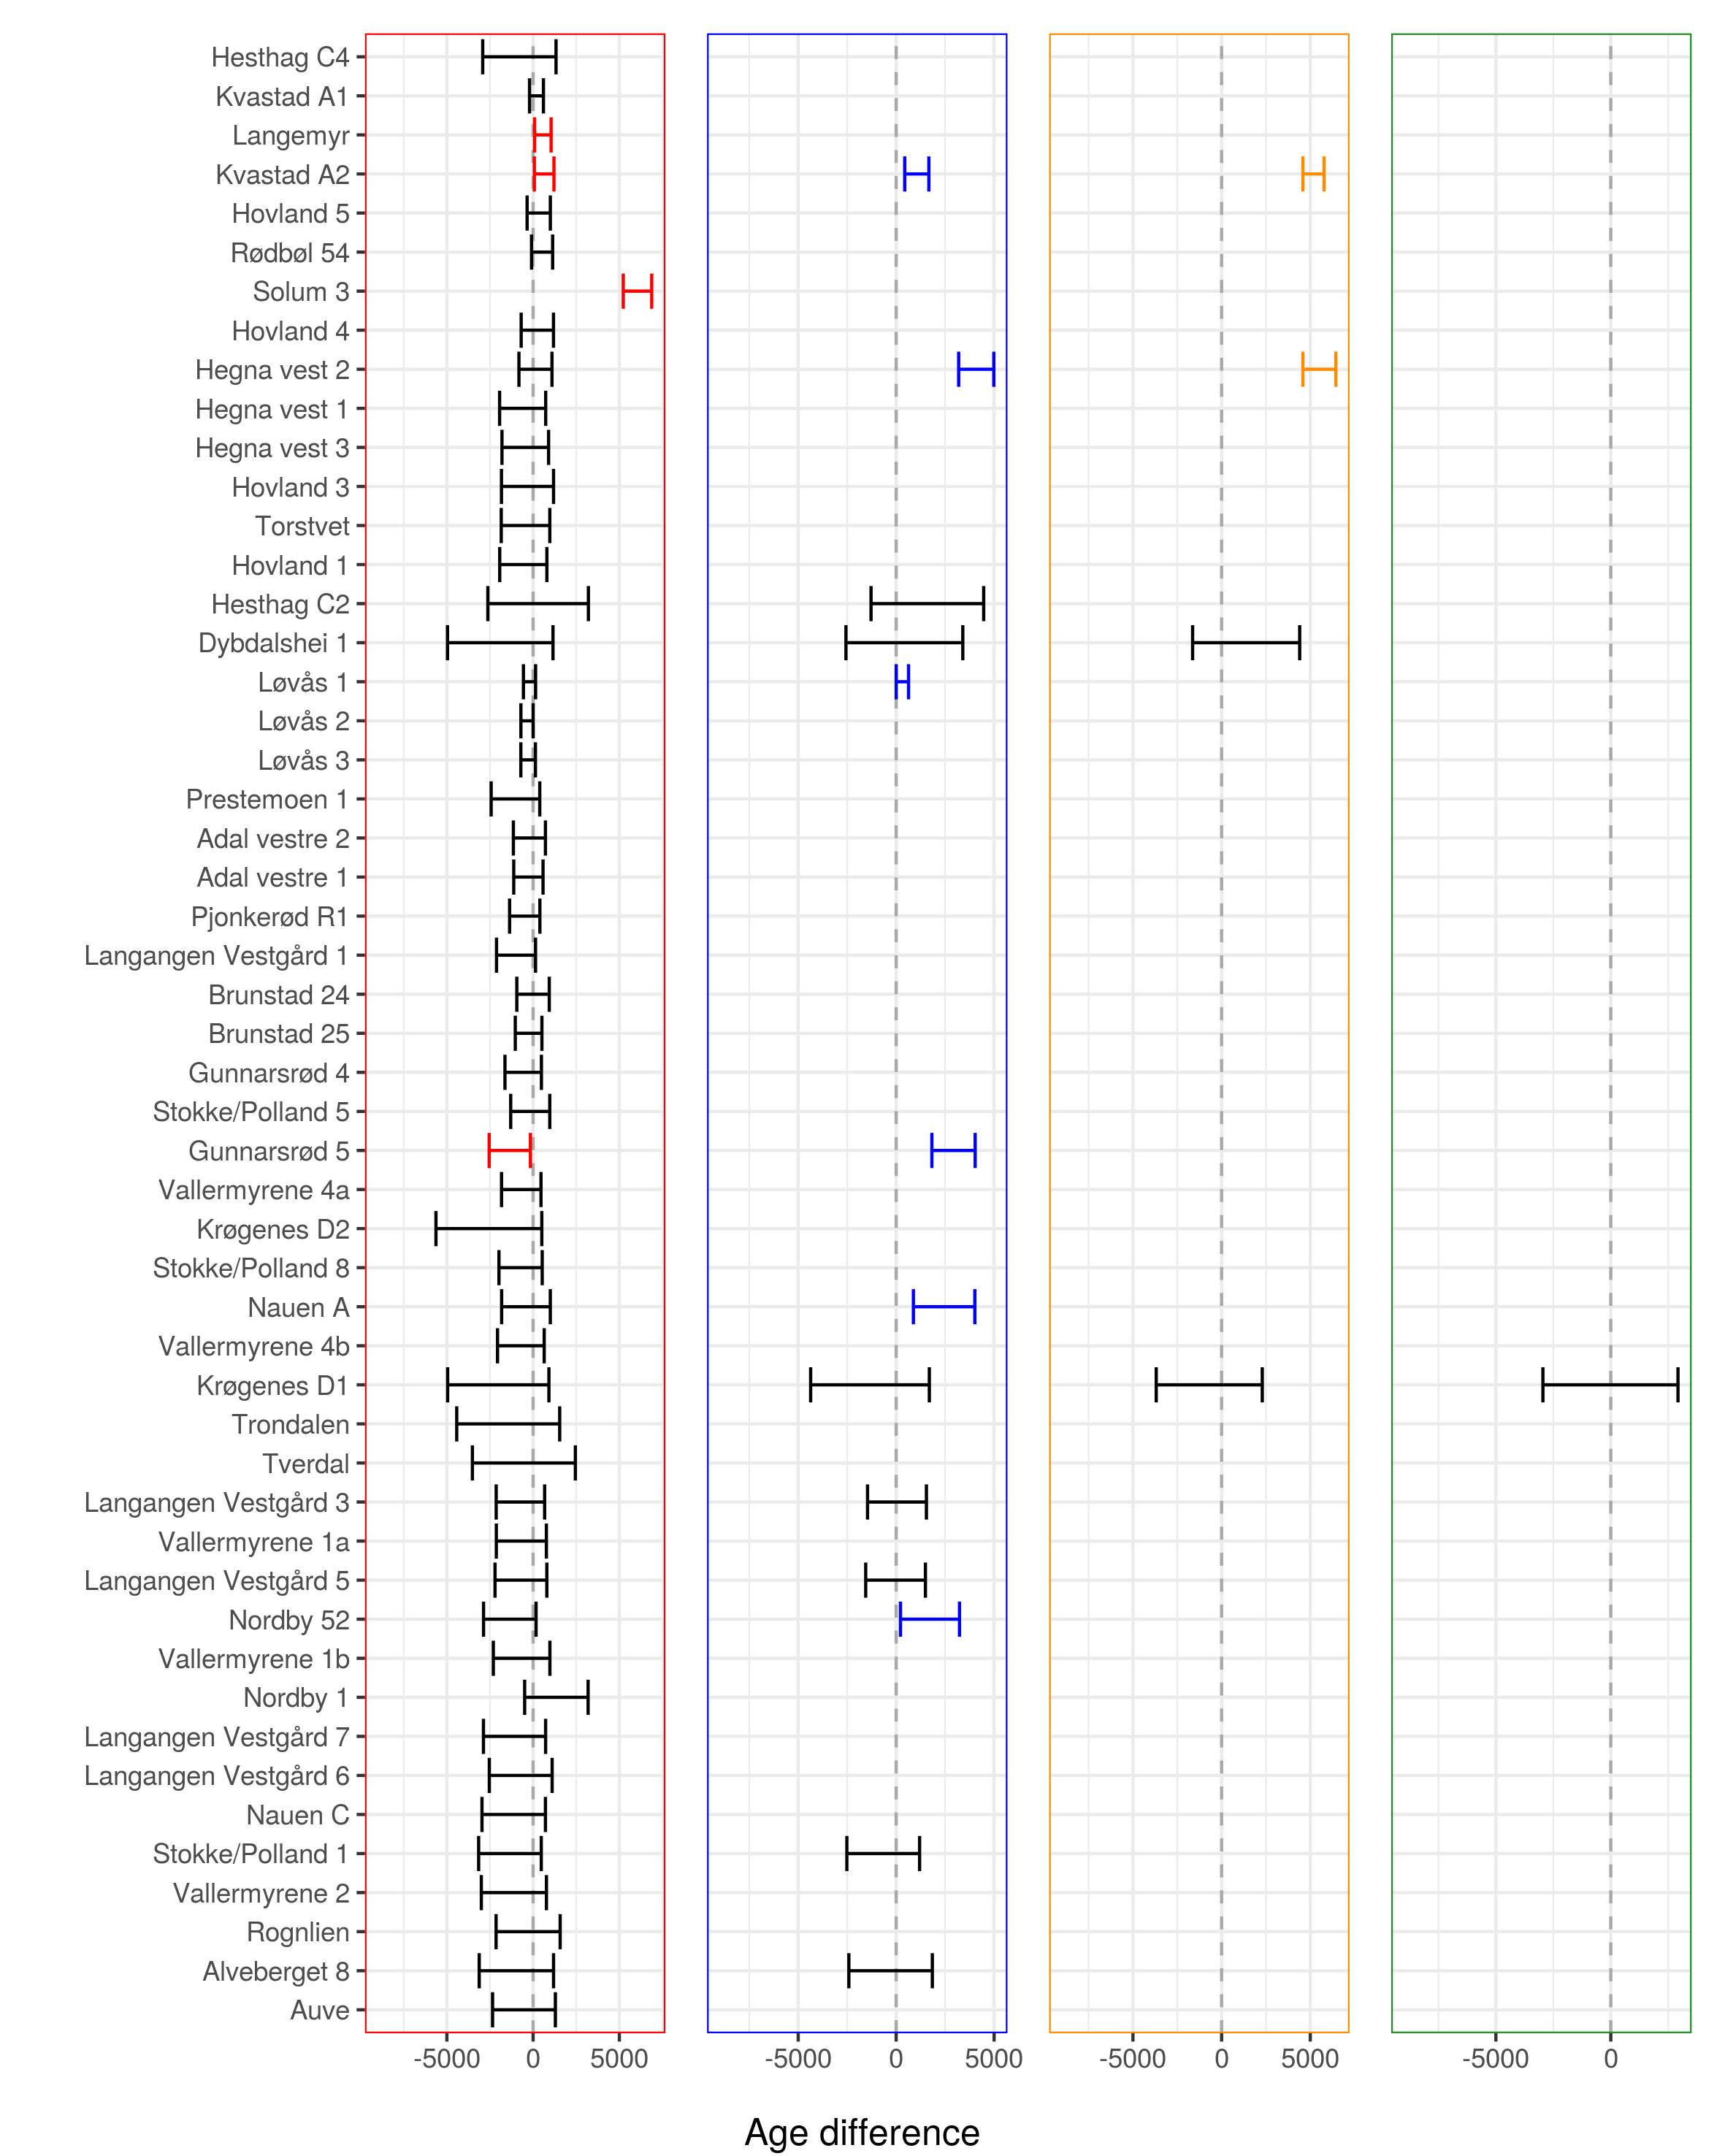 Hesthag C4
Kvastad A1
Langemyr
Kvastad A2
Hovland 5
Rødbøl 54
Solum 3
Hovland 4
Hegna vest 2
Hegna vest 1
Hegna vest 3
Hovland 3
Torstvet
Hovland 1
Hesthag C2
Dybdalshei 1
Løvås 1
Løvås 2
Løvås 3
Prestemoen 1
Adal vestre 2
Adal vestre 1
Pjonkerød R1
Langangen Vestgård 1
Brunstad 24
Brunstad 25
Gunnarsrød 4
Stokke/Polland 5
Gunnarsrød 5
Vallermyrene 4a
Krøgenes D2
Stokke/Polland 8
Nauen A
Vallermyrene 4b
Krøgenes D1
Trondalen
Tverdal
Langangen Vestgård 3
Vallermyrene 1a
Langangen Vestgård 5
Nordby 52
Vallermyrene 1b
Nordby 1
Langangen Vestgård 7
Langangen Vestgård 6
Nauen C
Stokke/Polland 1
Vallermyrene 2
Rognlien
Alveberget 8
Auve
-5000 0 5000 -5000 0 5000 -5000 0 5000 -5000 0
Age difference